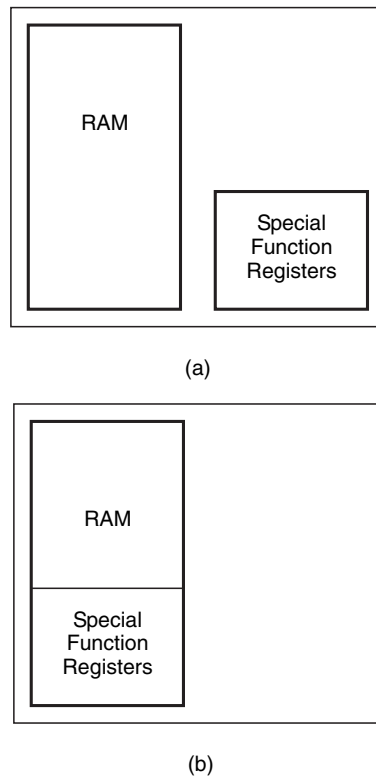 RAM
Special
Function
Registers
(a)
RAM
Special
Function
Registers
(b)